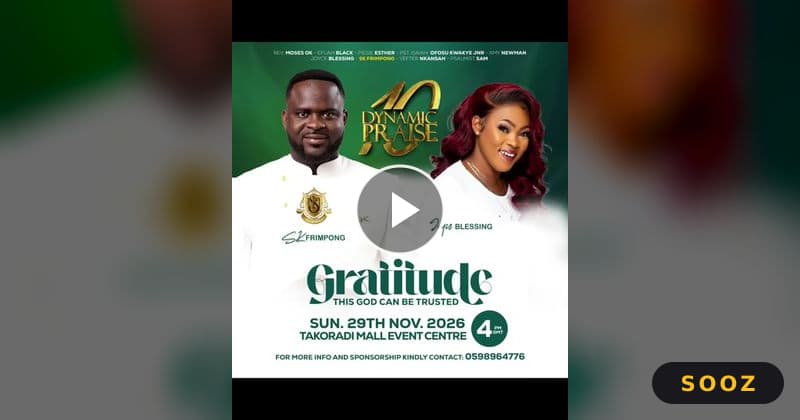 REV. MOSES OK - EFUAH BLACK - PIESIE ESTHER - PST. ISAIAH OFOSU KWAKYE JNR - AMY NEWMAN
JOYCE BLESSING - SK FRIMPONG - YEFTER NKANSAH - PSALMIST SAM
10
DYNAMIC
PRAISE
SK FRIMPONG
BLESSING
Gratitude
THIS GOD CAN BE TRUSTED
SUN. 29TH NOV. 2026
TAKORADI MALL EVENT CENTRE
4 PM
GMT
FOR MORE INFO AND SPONSORSHIP KINDLY CONTACT: 0598964776
SOOZ